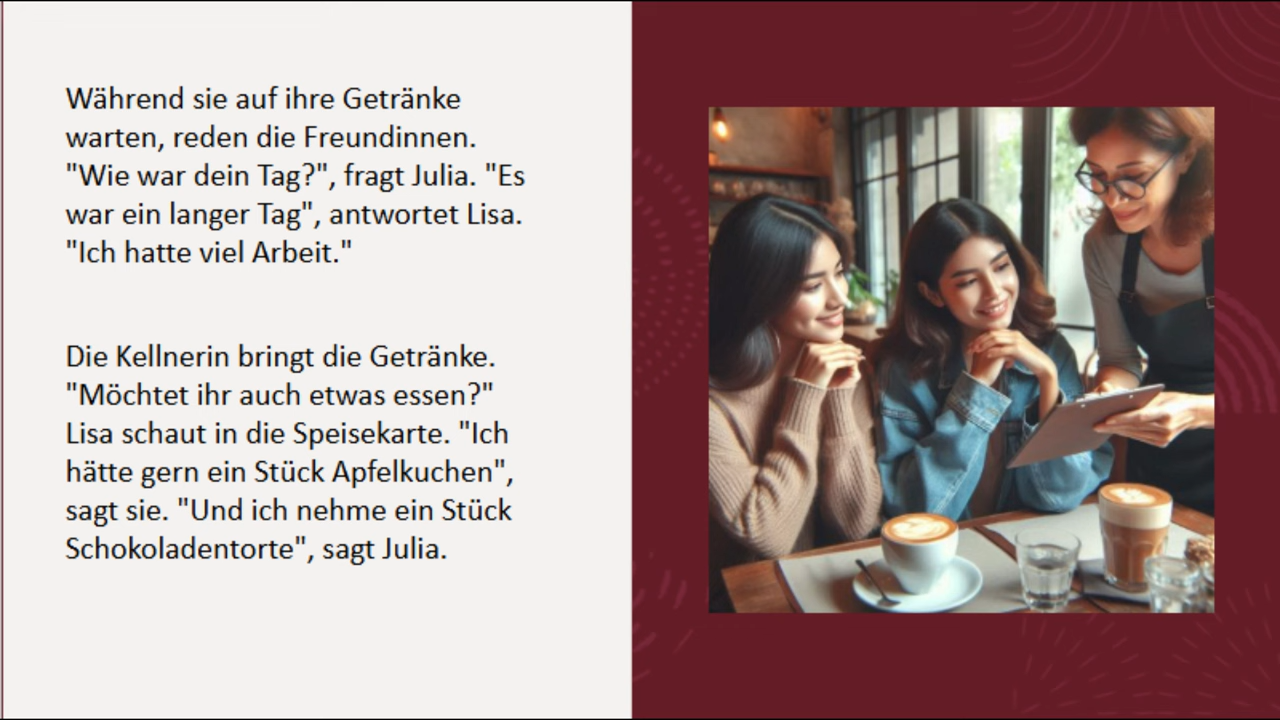 Während sie auf ihre Getränke
warten, reden die Freundinnen.
"Wie war dein Tag?", fragt Julia. "Es
war ein langer Tag", antwortet Lisa.
"Ich hatte viel Arbeit."
Die Kellnerin bringt die Getränke.
"Möchtet ihr auch etwas essen?"
Lisa schaut in die Speisekarte. "Ich
hätte gern ein Stück Apfelkuchen",
sagt sie. "Und ich nehme ein Stück
Schokoladentorte", sagt Julia.